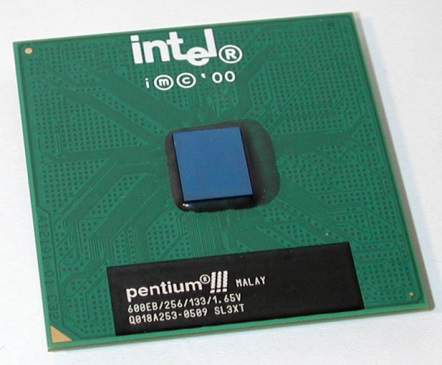 intel®
i ⓜ © '00
pentium®||| MALAY
600EB/256/133/1.65V
Q018A253-0509 SL3XT